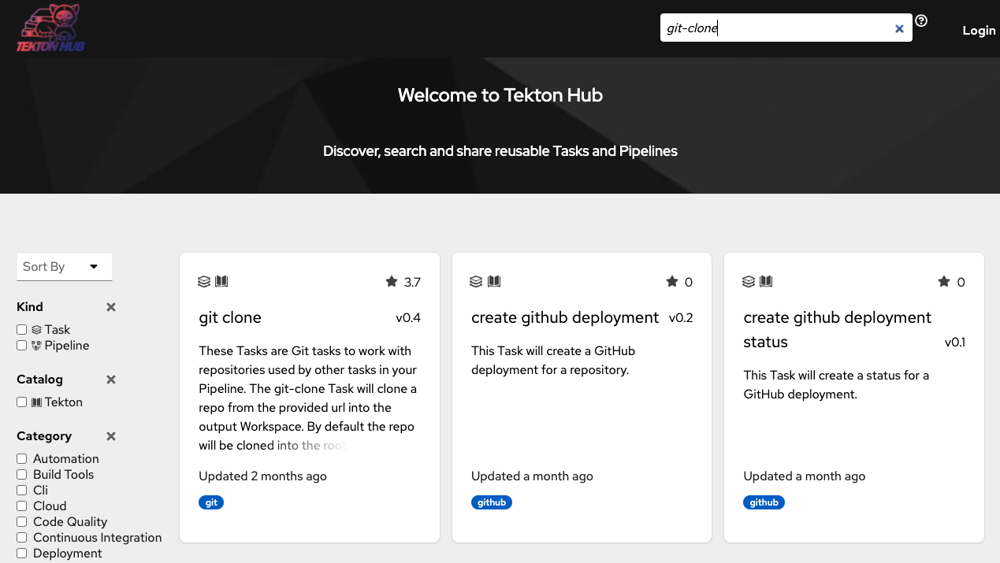 TEKTON HUB
git-clone
Login
Welcome to Tekton Hub
Discover, search and share reusable Tasks and Pipelines
Sort By
Kind
Task
Pipeline
Catalog
Tekton
Category
Automation
Build Tools
Cli
Cloud
Code Quality
Continuous Integration
Deployment
3.7
git clone v0.4
These Tasks are Git tasks to work with
repositories used by other tasks in your
Pipeline. The git-clone Task will clone a
repo from the provided url into the
output Workspace. By default the repo
will be cloned into the root
Updated 2 months ago
git
0
create github deployment v0.2
This Task will create a GitHub
deployment for a repository.
Updated a month ago
github
0
create github deployment
status v0.1
This Task will create a status for a
GitHub deployment.
Updated a month ago
github